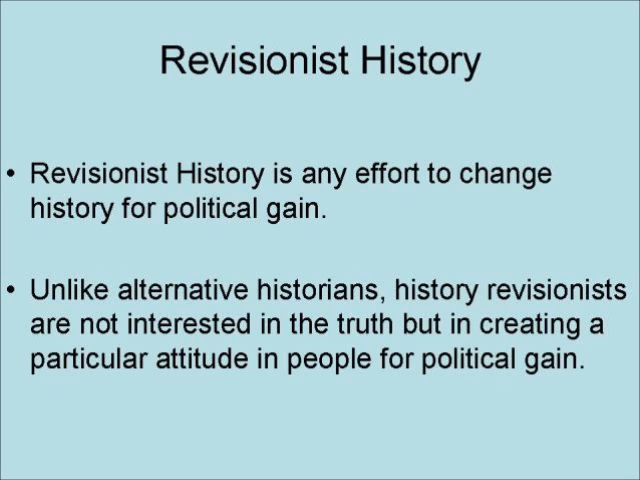 Revisionist History
• Revisionist History is any effort to change
history for political gain.
• Unlike alternative historians, history revisionists
are not interested in the truth but in creating a
particular attitude in people for political gain.